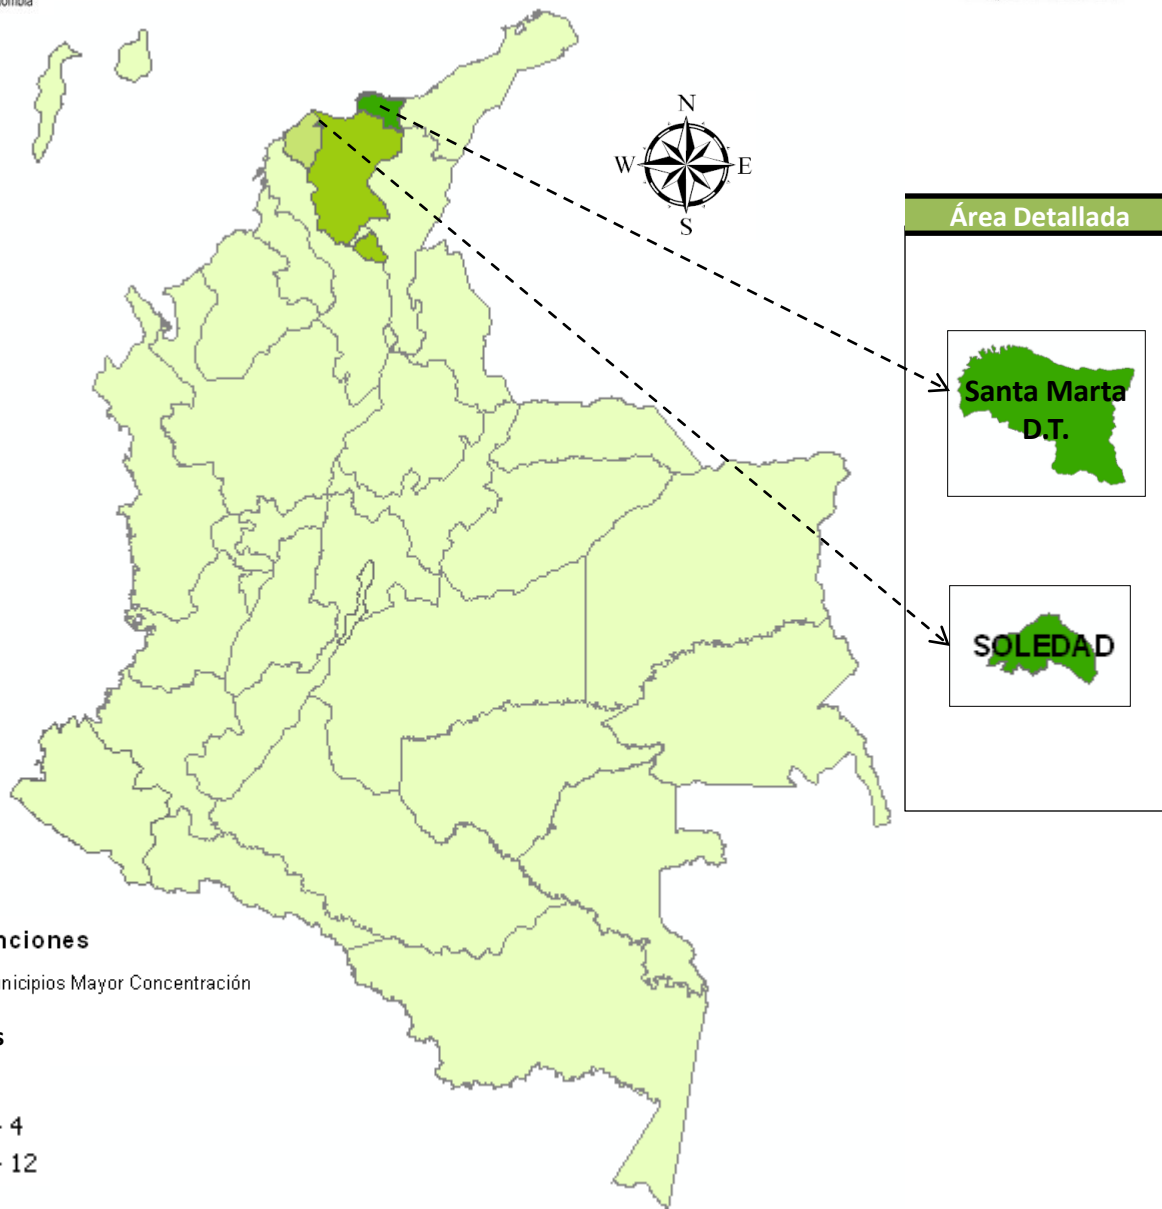 N
W E
S
Área Detallada
Santa Marta
D.T.
SOLEDAD
nciones
nicipios Mayor Concentración
s
- 4
- 12